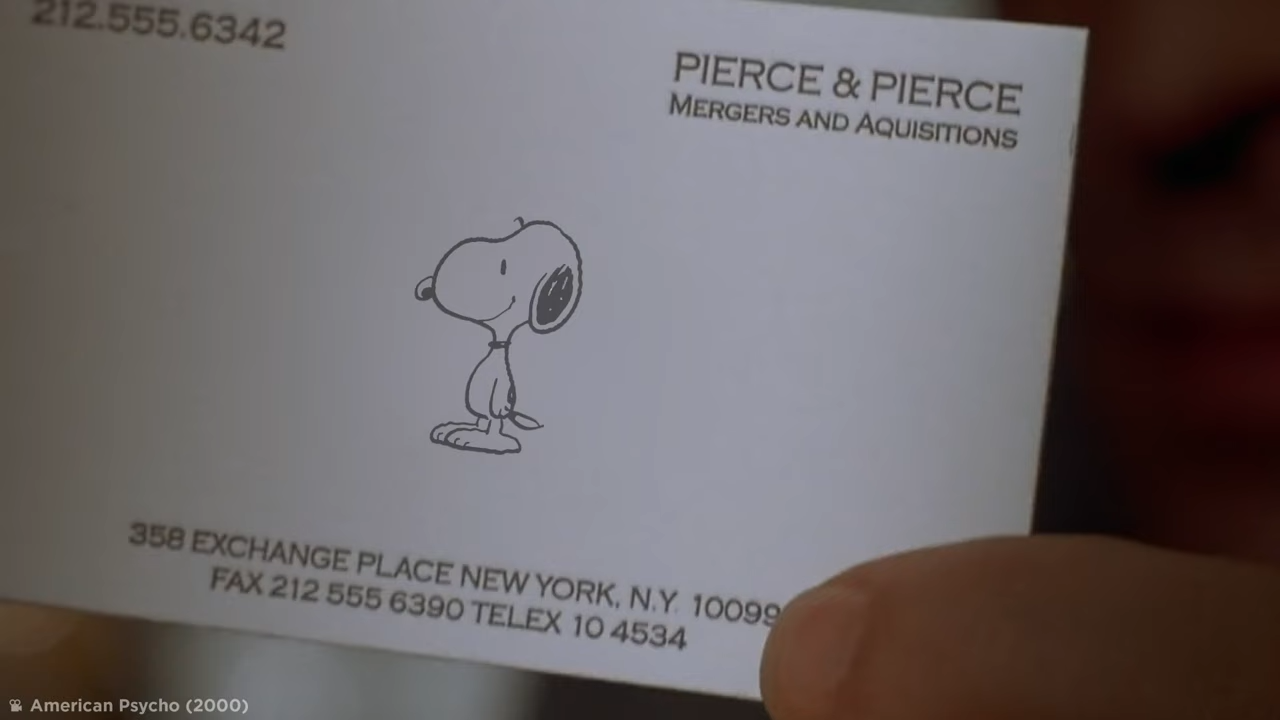 212.555.6342
PIERCE & PIERCE
MERGERS AND AQUISITIONS
358 EXCHANGE PLACE NEW YORK, N.Y. 10099
FAX 212 555 6390 TELEX 10 4534
American Psycho (2000)